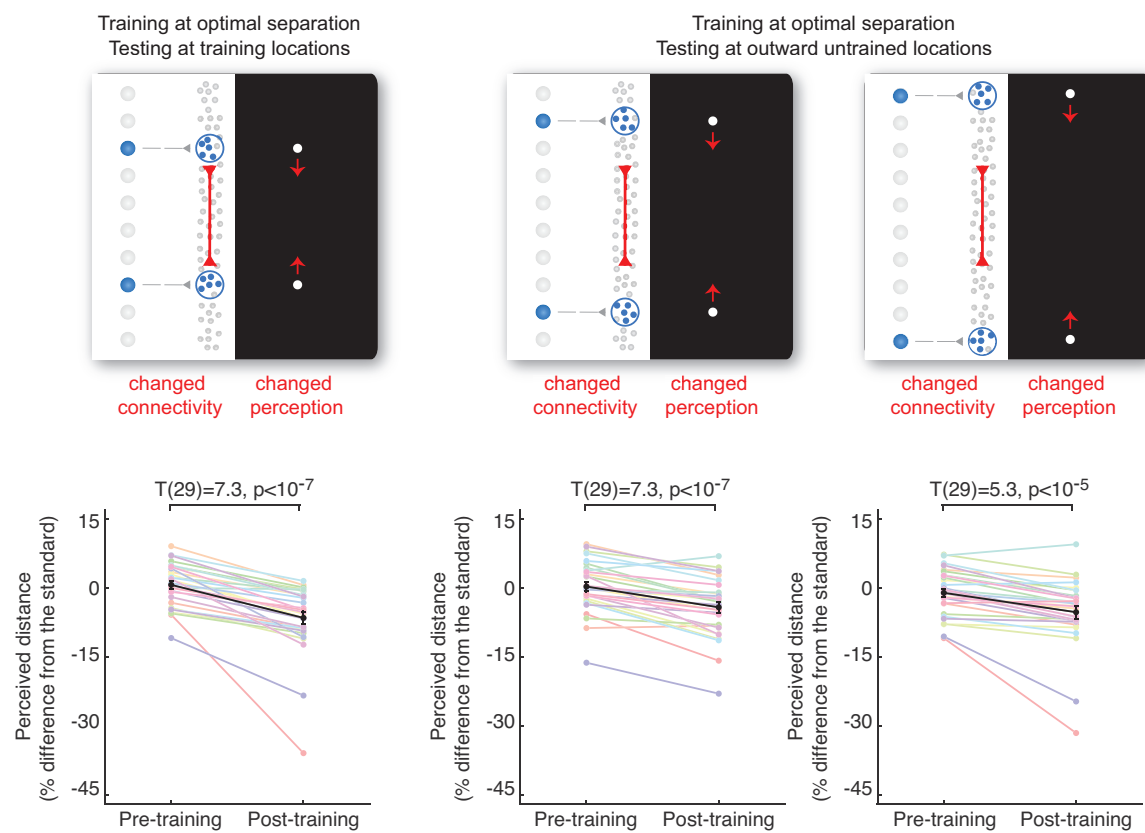 Training at optimal separation
Testing at training locations
Training at optimal separation
Testing at outward untrained locations
changed
connectivity
changed
perception
changed
connectivity
changed
perception
changed
connectivity
changed
perception
T(29)=7.3, p<10-7
Perceived distance
(% difference from the standard)
15
0
-15
-30
-45
Pre-training
Post-training
T(29)=7.3, p<10-7
Perceived distance
(% difference from the standard)
15
0
-15
-30
-45
Pre-training
Post-training
T(29)=5.3, p<10-5
Perceived distance
(% difference from the standard)
15
0
-15
-30
-45
Pre-training
Post-training